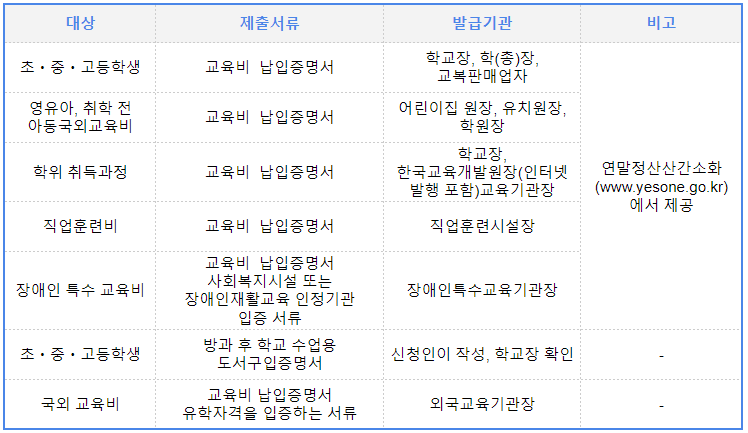 대상 제출서류 발급기관 비고
초・중・고등학생 교육비 납입증명서 학교장, 학(총)장,
교복판매업자
영유아, 취학 전
아동국외교육비 교육비 납입증명서 어린이집 원장, 유치원장,
학원장
학위 취득과정 교육비 납입증명서 학교장,
한국교육개발원장(인터넷
발행 포함)교육기관장
연말정산산간소화
(www.yesone.go.kr)
에서 제공
직업훈련비 교육비 납입증명서 직업훈련시설장
장애인 특수 교육비 교육비 납입증명서
사회복지시설 또는
장애인재활교육 인정기관
입증 서류 장애인특수교육기관장
초・중・고등학생 방과 후 학교 수업용
도서구입증명서 신청인이 작성, 학교장 확인 -
국외 교육비 교육비 납입증명서
유학자격을 입증하는 서류 외국교육기관장 -